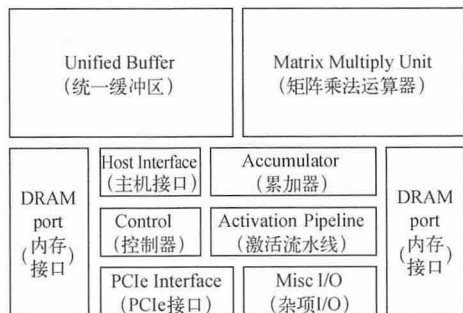 Unified Buffer
(统一缓冲区)
Matrix Multiply Unit
(矩阵乘法运算器)
DRAM
port
(内存
接口)
Host Interface
(主机接口)
Accumulator
(累加器)
Control
(控制器)
Activation Pipeline
(激活流水线)
PCIe Interface
(PCIe接口)
Misc I/O
(杂项I/O)
DRAM
port
(内存
接口)